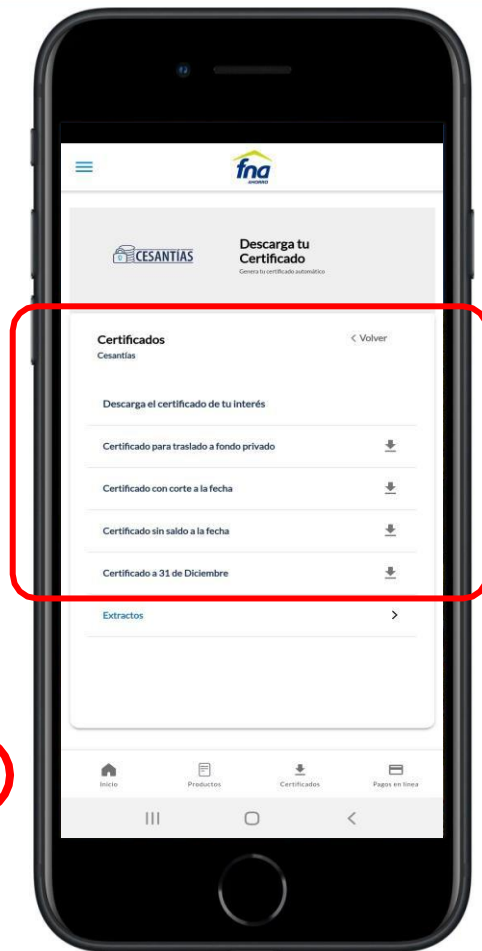 fna
AHORRO
CESANTÍAS
Descarga tu
Certificado
Genera tu certificado automático
Certificados
< Volver
Cesantías
Descarga el certificado de tu interés
Certificado para traslado a fondo privado
Certificado con corte a la fecha
Certificado sin saldo a la fecha
Certificado a 31 de Diciembre
Extractos
Inicio
Productos
Certificados
Pagos en línea